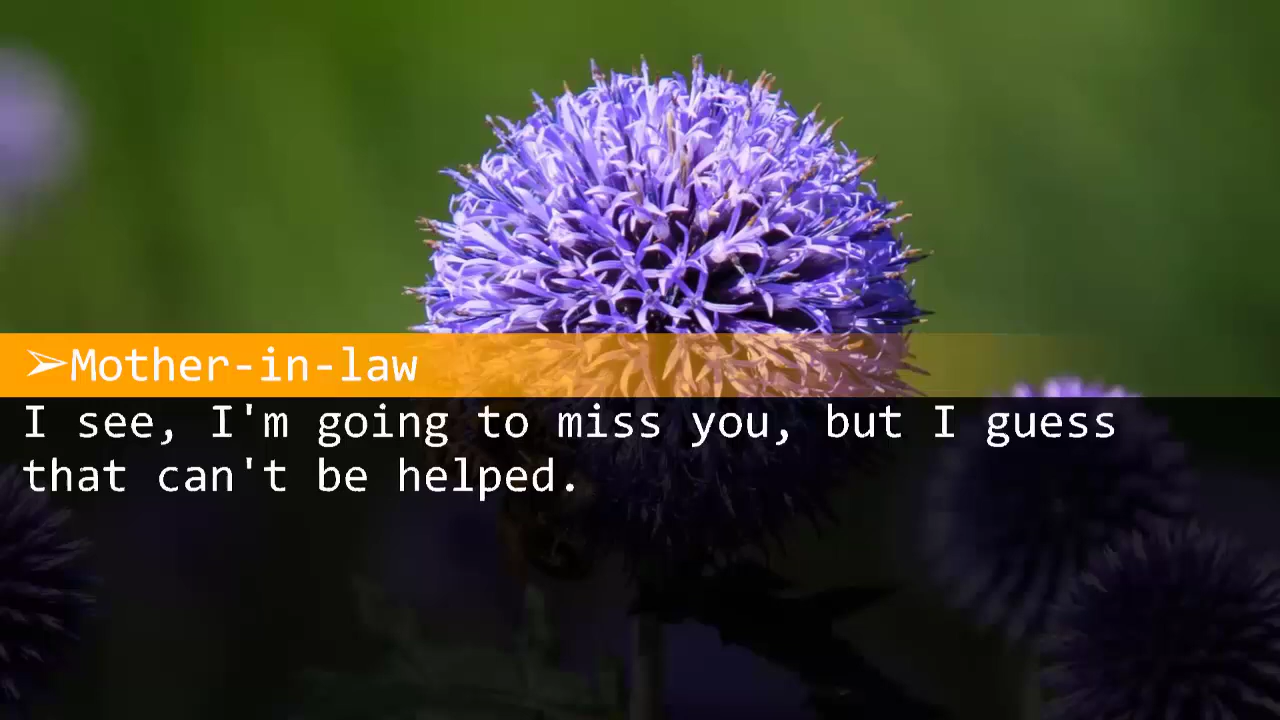 ➢Mother-in-law
I see, I'm going to miss you, but I guess
that can't be helped.